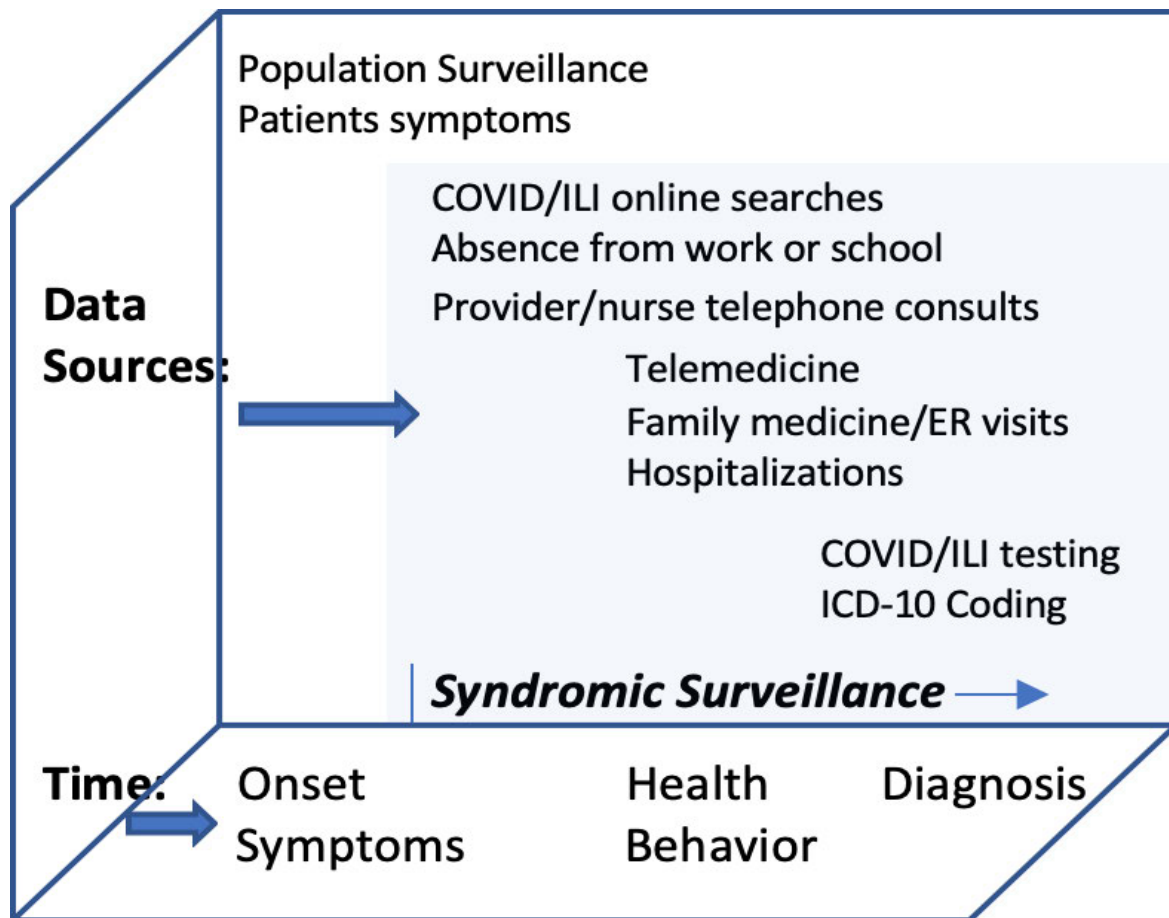 Population Surveillance
Patients symptoms
COVID/ILI online searches
Absence from work or school
Data
Sources:
Provider/nurse telephone consults
Telemedicine
Family medicine/ER visits
Hospitalizations
COVID/ILI testing
ICD-10 Coding
Syndromic Surveillance
Time:
Onset
Symptoms
Health
Behavior
Diagnosis